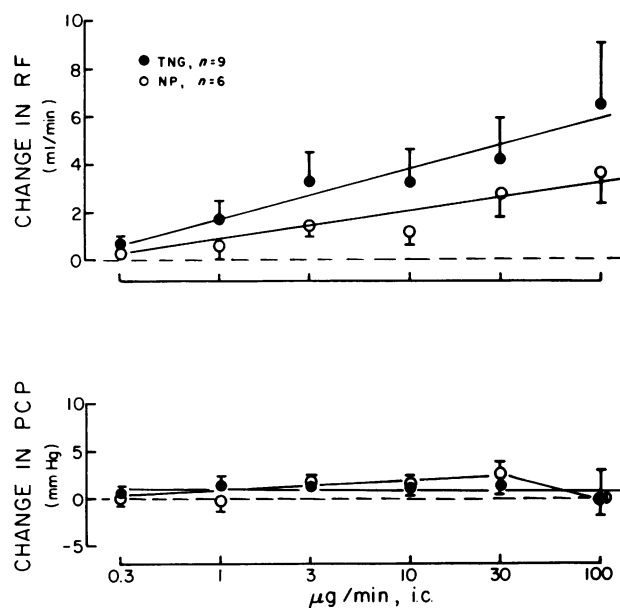 CHANGE IN RF
(ml/min)
10
8
6
4
2
0
TNG, n=9
NP, n=6
CHANGE IN PCP
(mm Hg)
10
5
0
-5
0.3 1 3 10 30 100
µg/min, i.c.